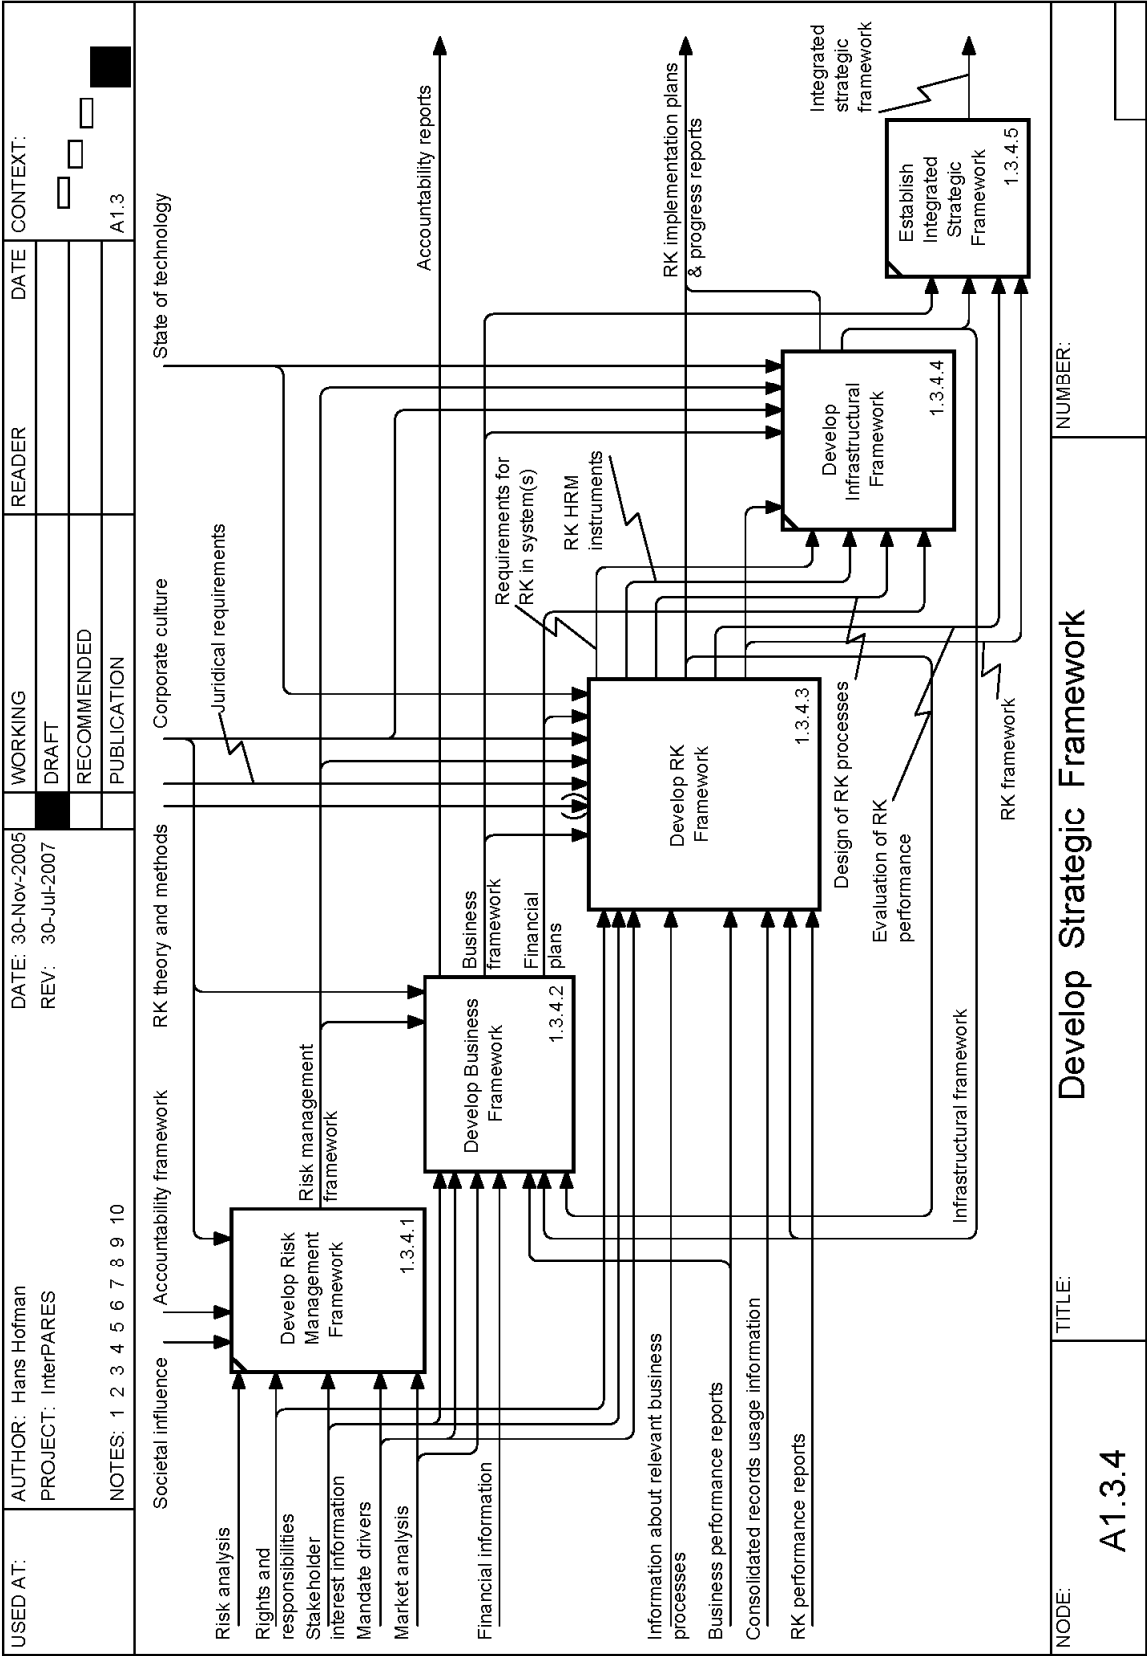 USED AT:
AUTHOR: Hans Hofman
PROJECT: InterPARES
NOTES: 1 2 3 4 5 6 7 8 9 10
DATE: 30-Nov-2005
REV: 30-Jul-2007
WORKING
DRAFT
RECOMMENDED
PUBLICATION
READER
DATE
CONTEXT:
A1.3
Societal influence
Accountability framework
RK theory and methods
Corporate culture
State of technology
Juridical requirements
Risk analysis
Rights and
responsibilities
Stakeholder
interest information
Mandate drivers
Market analysis
Financial information
Information about relevant business
processes
Business performance reports
Consolidated records usage information
RK performance reports
Develop Risk
Management
Framework
1.3.4.1
Risk management
framework
Develop Business
Framework
1.3.4.2
Accountability reports
Business
framework
Financial
plans
Develop RK
Framework
1.3.4.3
Requirements for
RK in system(s)
RK HRM
instruments
RK implementation plans
& progress reports
Design of RK processes
Evaluation of RK
performance
RK framework
Develop
Infrastructural
Framework
1.3.4.4
Infrastructural framework
Establish
Integrated
Strategic
Framework
1.3.4.5
Integrated
strategic
framework
NODE:
A1.3.4
TITLE:
Develop Strategic Framework
NUMBER: